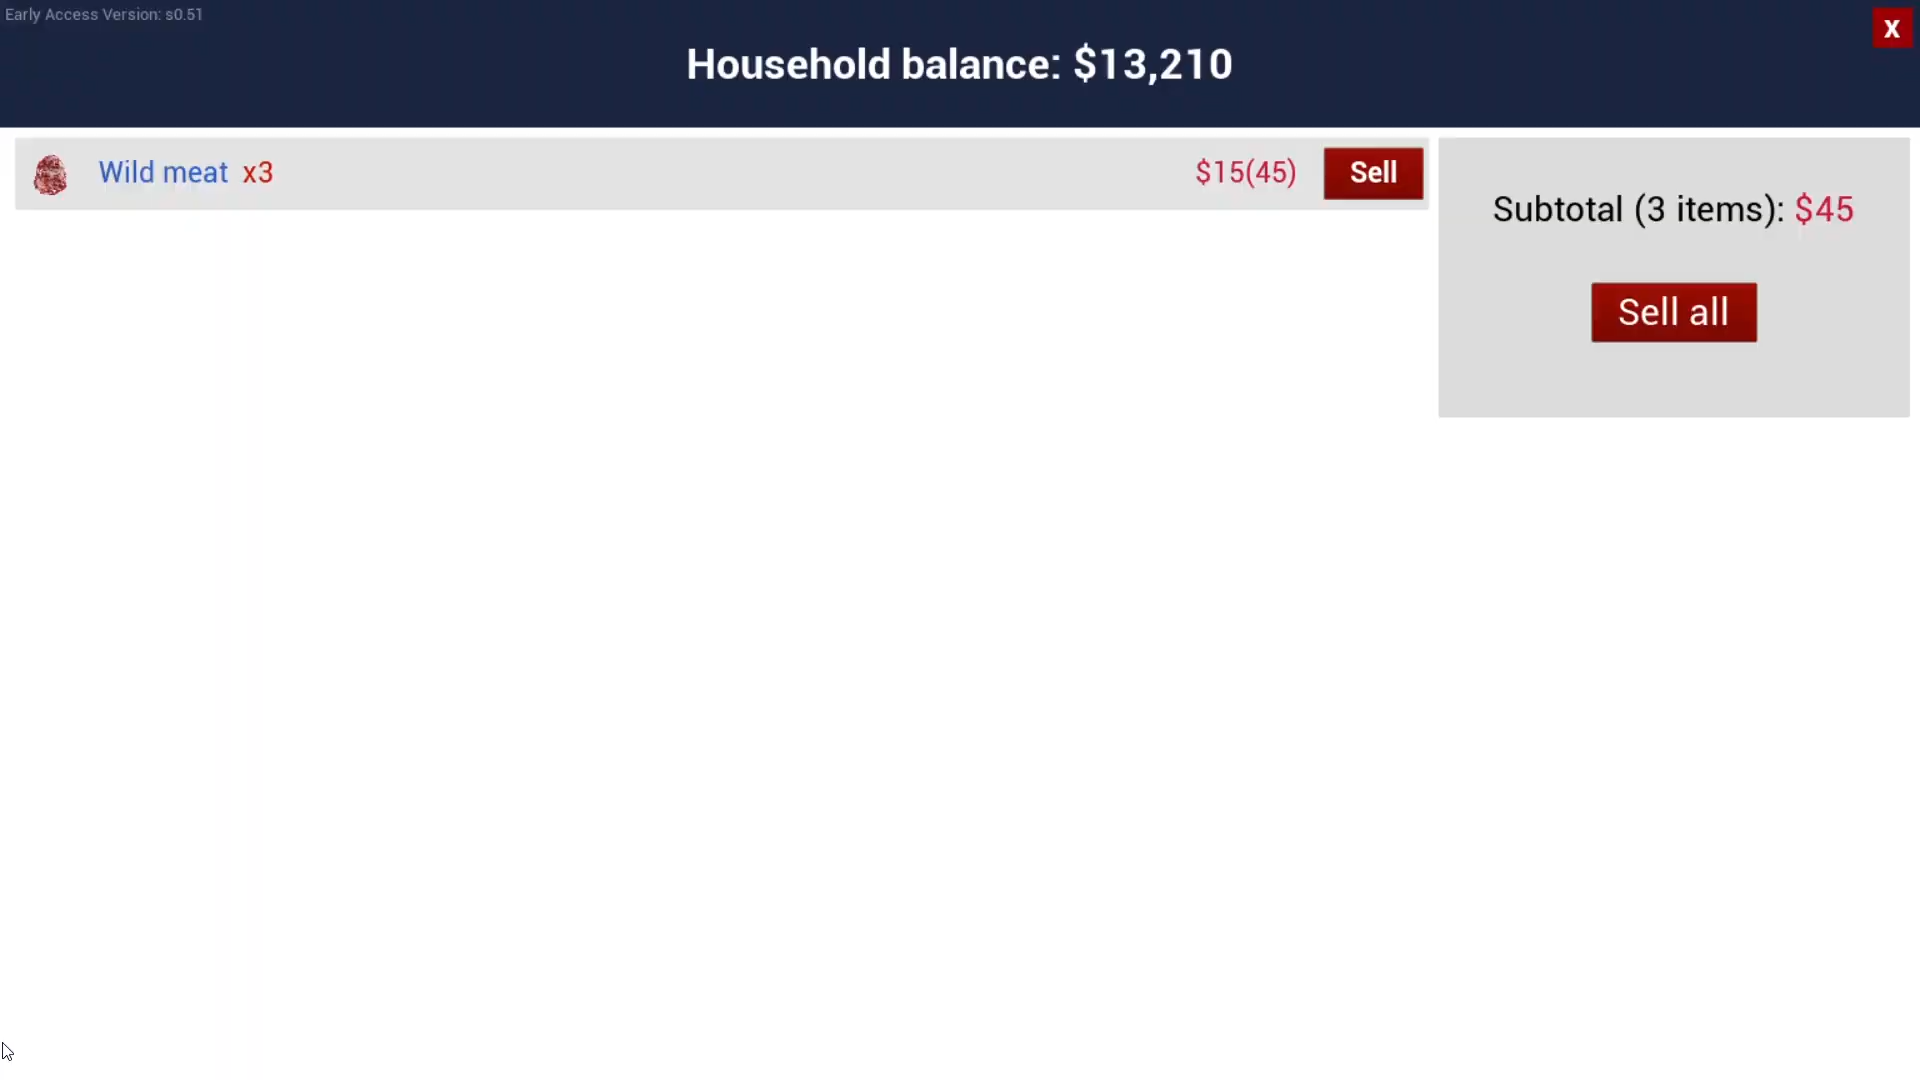 Early Access Version: s0.51
X
Household balance: $13,210
Wild meat x3 $15(45) Sell
Subtotal (3 items): $45
Sell all